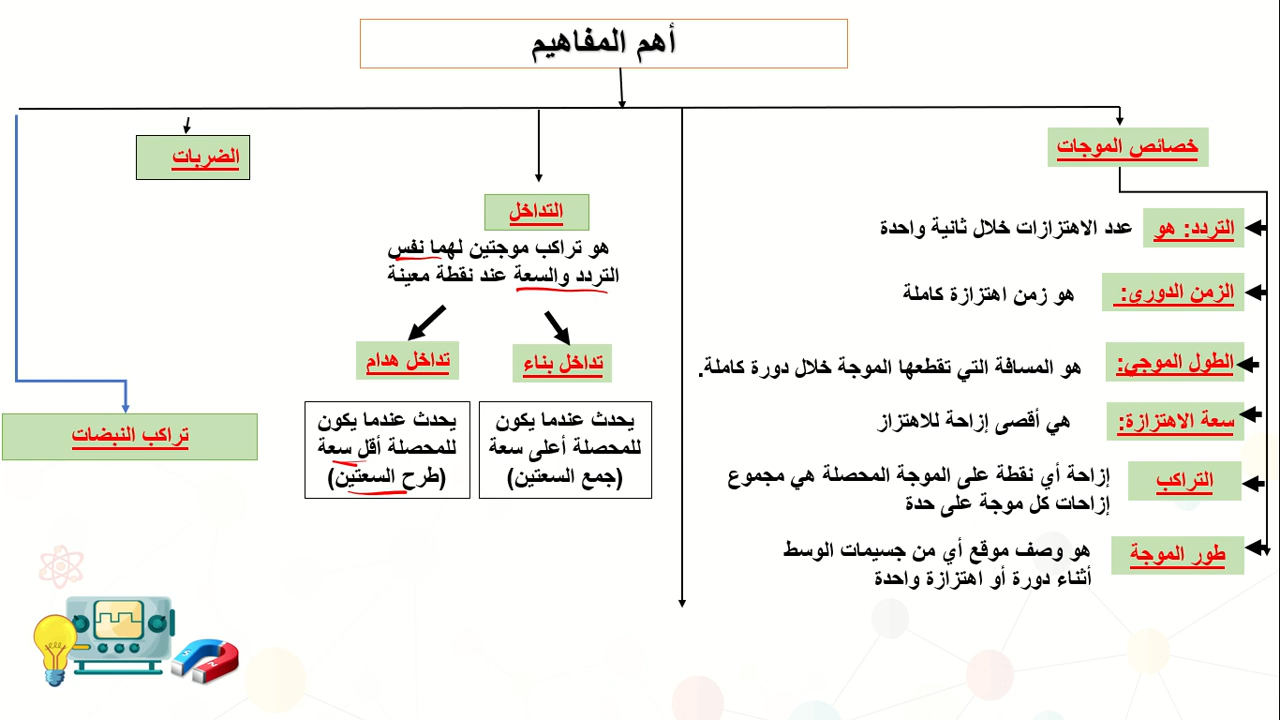 أهم المفاهيم
خصائص الموجات
التردد: هو عدد الاهتزازات خلال ثانية واحدة
الزمن الدوري: هو زمن اهتزازة كاملة
الطول الموجي: هو المسافة التي تقطعها الموجة خلال دورة كاملة.
سعة الاهتزازة: هي أقصى إزاحة للاهتزاز
التراكب
إزاحة أي نقطة على الموجة المحصلة هي مجموع
إزاحات كل موجة على حدة
طور الموجة
هو وصف موقع أي من جسيمات الوسط
أثناء دورة أو اهتزازة واحدة
التداخل
هو تراكب موجتين لهما نفس
التردد والسعة عند نقطة معينة
تداخل بناء
يحدث عندما يكون
للمحصلة أعلى سعة
(جمع السعتين)
تداخل هدام
يحدث عندما يكون
للمحصلة أقل سعة
(طرح السعتين)
الضربات
تراكب النبضات
S
N